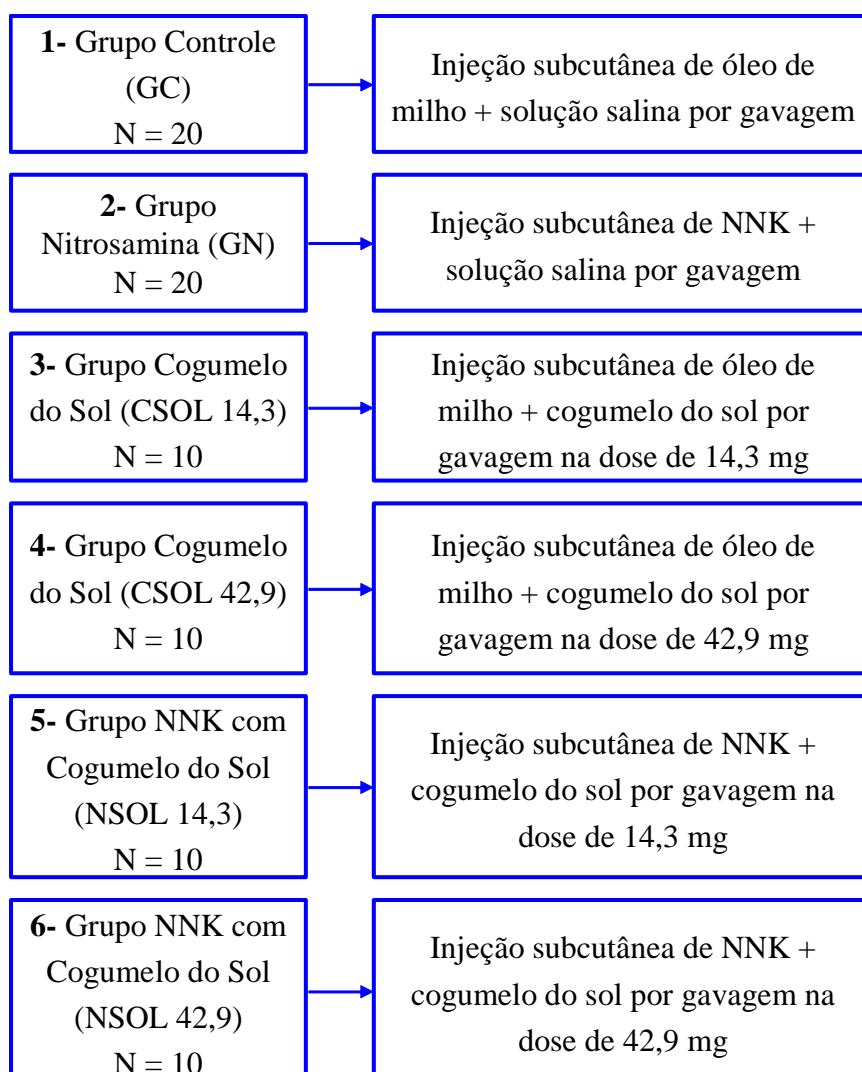 1- Grupo Controle
(GC)
N = 20
Injeção subcutânea de óleo de
milho + solução salina por gavagem
2- Grupo
Nitrosamina (GN)
N = 20
Injeção subcutânea de NNK +
solução salina por gavagem
3- Grupo Cogumelo
do Sol (CSOL 14,3)
N = 10
Injeção subcutânea de óleo de
milho + cogumelo do sol por
gavagem na dose de 14,3 mg
4- Grupo Cogumelo
do Sol (CSOL 42,9)
N = 10
Injeção subcutânea de óleo de
milho + cogumelo do sol por
gavagem na dose de 42,9 mg
5- Grupo NNK com
Cogumelo do Sol
(NSOL 14,3)
N = 10
Injeção subcutânea de NNK +
cogumelo do sol por gavagem na
dose de 14,3 mg
6- Grupo NNK com
Cogumelo do Sol
(NSOL 42,9)
N = 10
Injeção subcutânea de NNK +
cogumelo do sol por gavagem na
dose de 42,9 mg